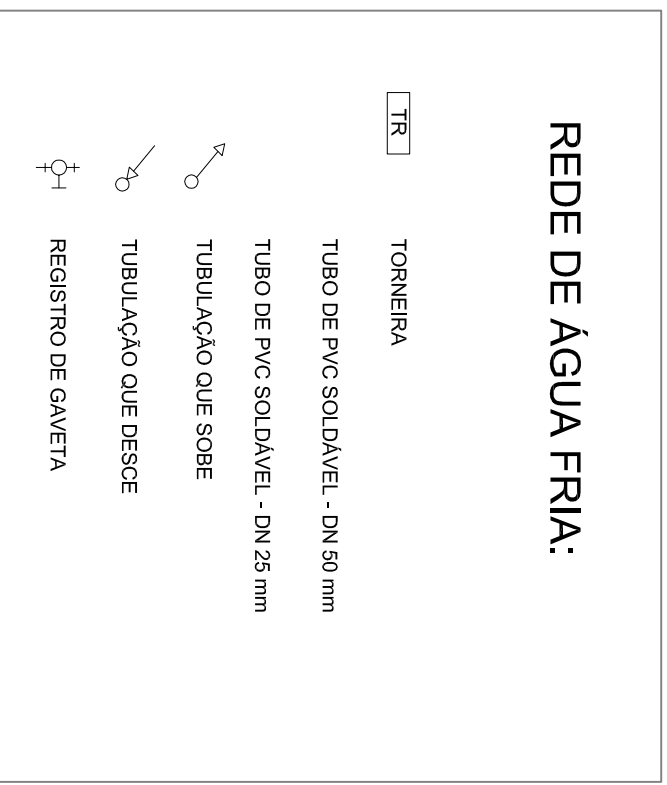 REDE DE ÁGUA FRIA:
TR TORNEIRA
TUBO DE PVC SOLDÁVEL - DN 50 mm
TUBO DE PVC SOLDÁVEL - DN 25 mm
TUBULAÇÃO QUE SOBE
TUBULAÇÃO QUE DESCE
REGISTRO DE GAVETA